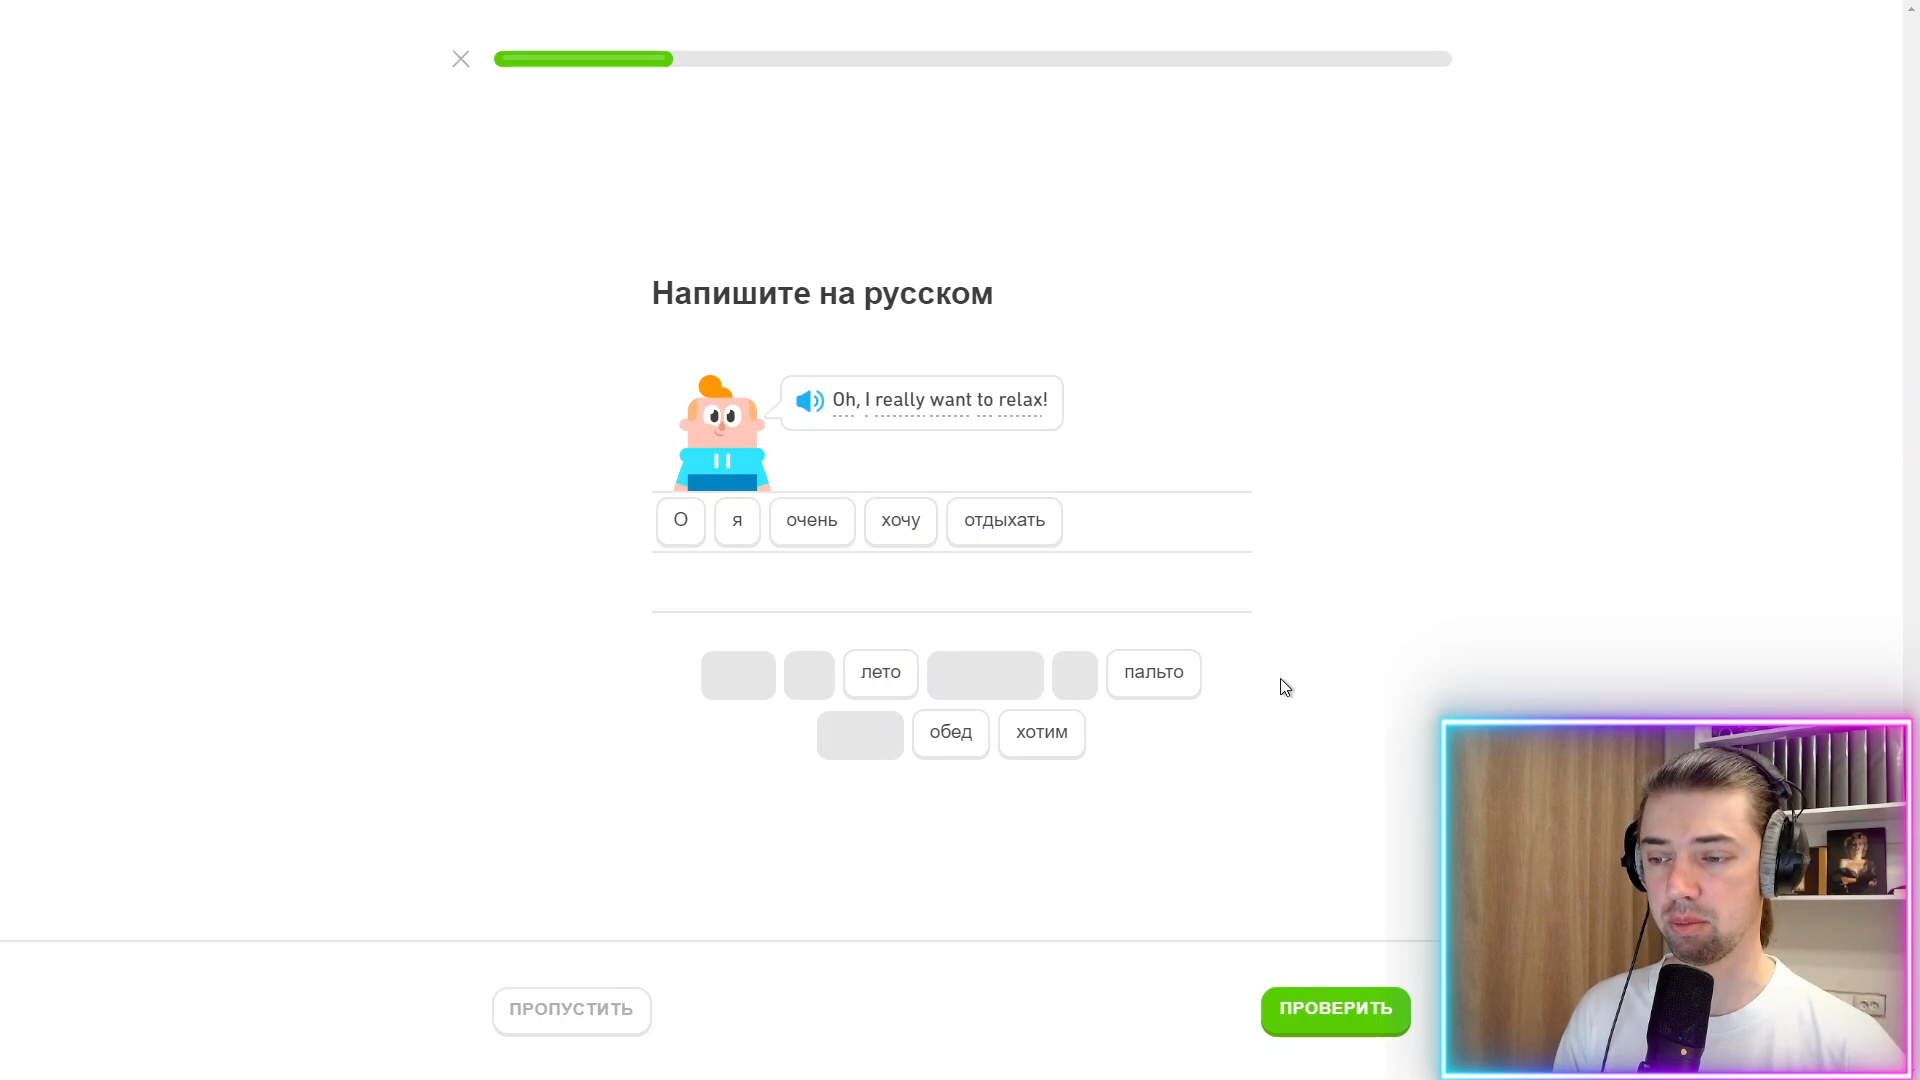 Напишите на русском
Oh, I really want to relax!
О я очень хочу отдыхать
лето пальто
обед хотим
ПРОПУСТИТЬ ПРОВЕРИТЬ